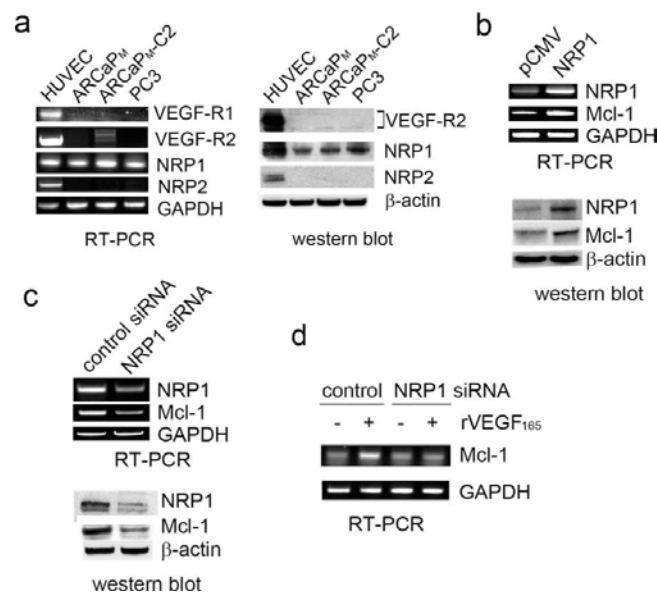 a
HUVEC
ARCaPM
ARCaPM-C2
PC3
VEGF-R1
VEGF-R2
NRP1
NRP2
GAPDH
RT-PCR
HUVEC
ARCaPM
ARCaPM-C2
PC3
VEGF-R2
NRP1
NRP2
β-actin
western blot
b
pCMV
NRP1
NRP1
Mcl-1
GAPDH
RT-PCR
NRP1
Mcl-1
β-actin
western blot
c
control siRNA
NRP1 siRNA
NRP1
Mcl-1
GAPDH
RT-PCR
NRP1
Mcl-1
β-actin
western blot
d
control NRP1 siRNA
- + - + rVEGF165
Mcl-1
GAPDH
RT-PCR